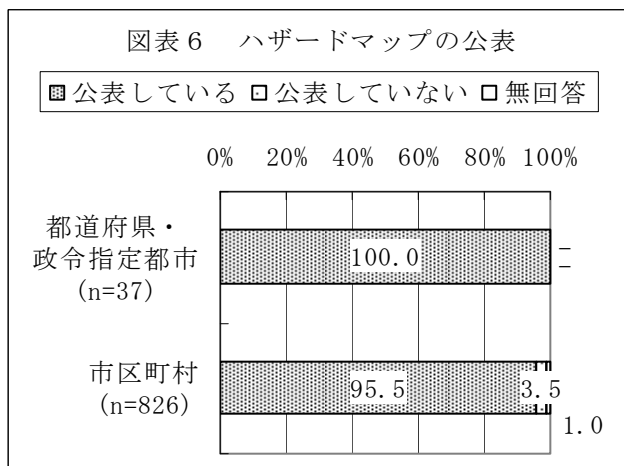 図表６　ハザードマップの公表
公表している 公表していない 無回答
0% 20% 40% 60% 80% 100%
都道府県・
政令指定都市
(n=37)
100.0
－
－
市区町村
(n=826)
95.5 3.5
1.0